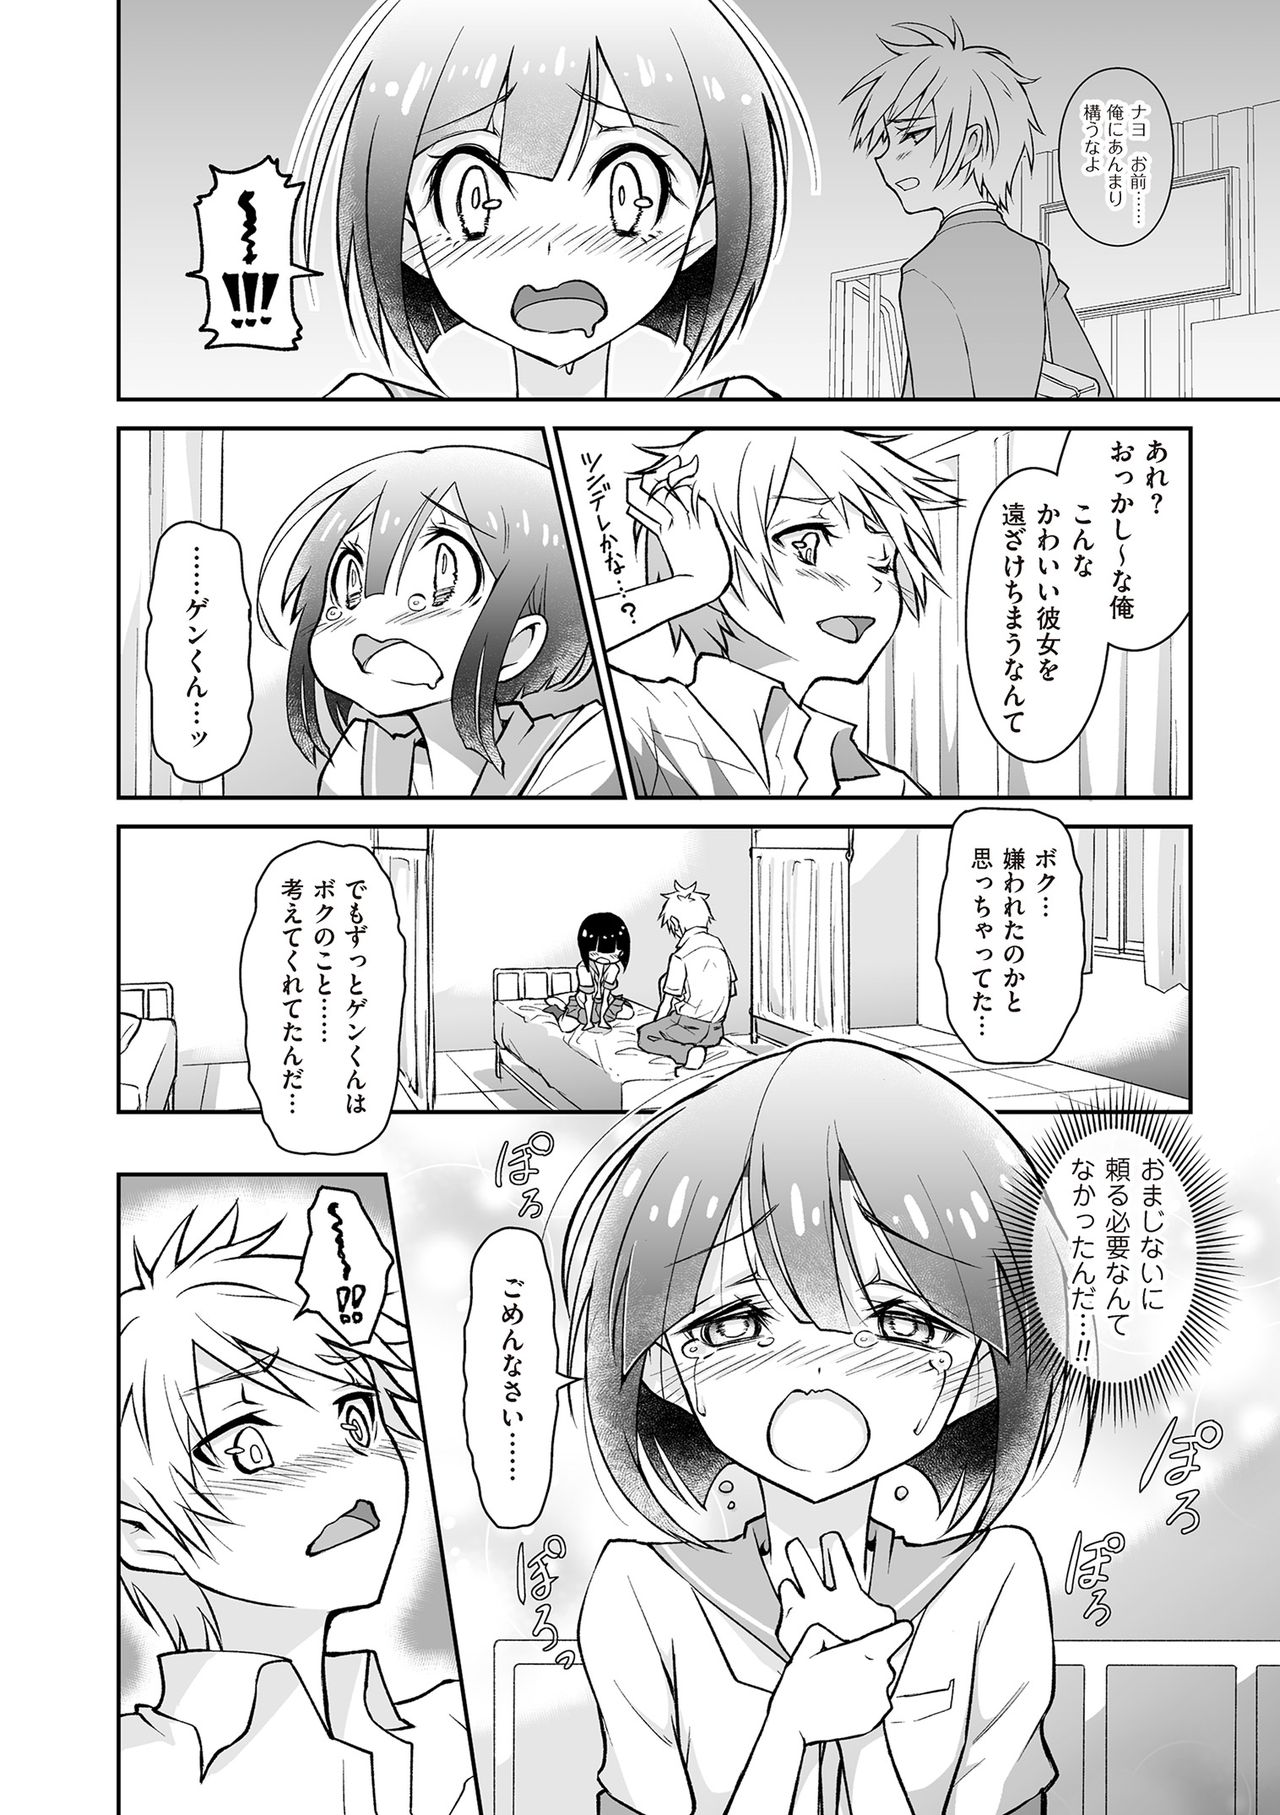 ナヨ　お前……
俺にあんまり
構うなよ
〜〜!!!
あれ？
おっかし〜な俺
こんな
かわいい彼女を
遠ざけちまうなんて
ツンデレかな…？
……ゲンくん…ッ
ボク…
嫌われたのかと
思っちゃってた…
でもずっとゲンくんは
ボクのこと……
考えてくれてたんだ…
おまじないに
頼る必要なんて
なかったんだ…!!
ぽろ
ぽろ
ぽろ
ごめんなさい……
ぽろっ
〜〜!!